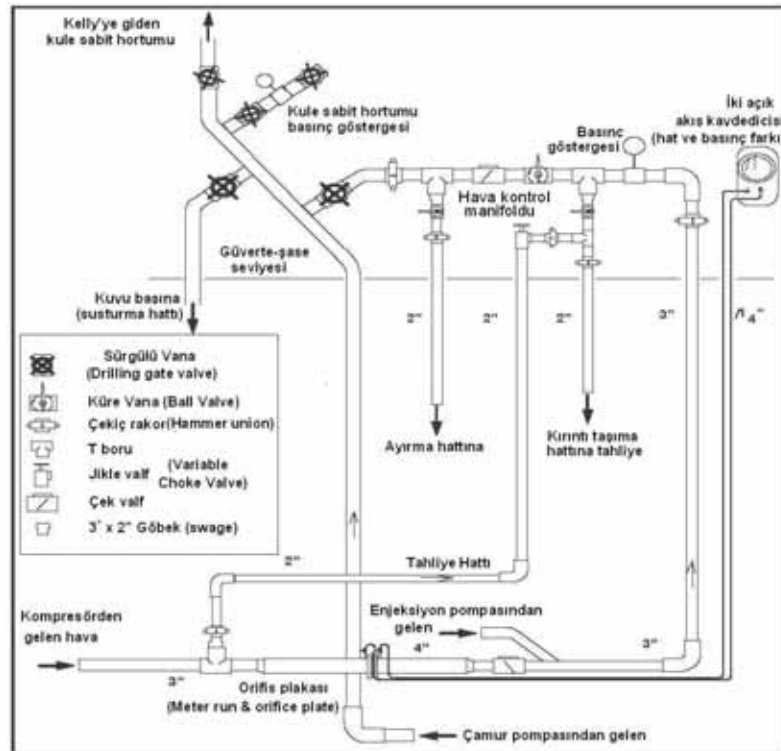 Kelly'ye giden
kule sabit hortumu
Kule sabit hortumu
basınç göstergesi
İki açık
akıs kavdedicisi
(hat ve basınç farkı
Basınç
göstergesi
Hava kontrol
manifoldu
Güverte-şase
seviyesi
Kuvu basına
(susturma hattı)
2"
2"
2"
3"
4"
Sürgülü Vana
(Drilling gate valve)
Küre Vana (Ball Valve)
Çekiç rakor(Hammer union)
T boru
Jikle valf (Variable
Choke Valve)
Çek valf
3" x 2" Göbek (swage)
Ayırma hattına
Kırıntı taşıma
hattına tahliye
2"
Tahliye Hattı
Kompresörden
gelen hava
Enjeksiyon pompasından
gelen
3"
4"
3"
Orifis plakası
(Meter run & orifice plate)
Çamur pompasından gelen